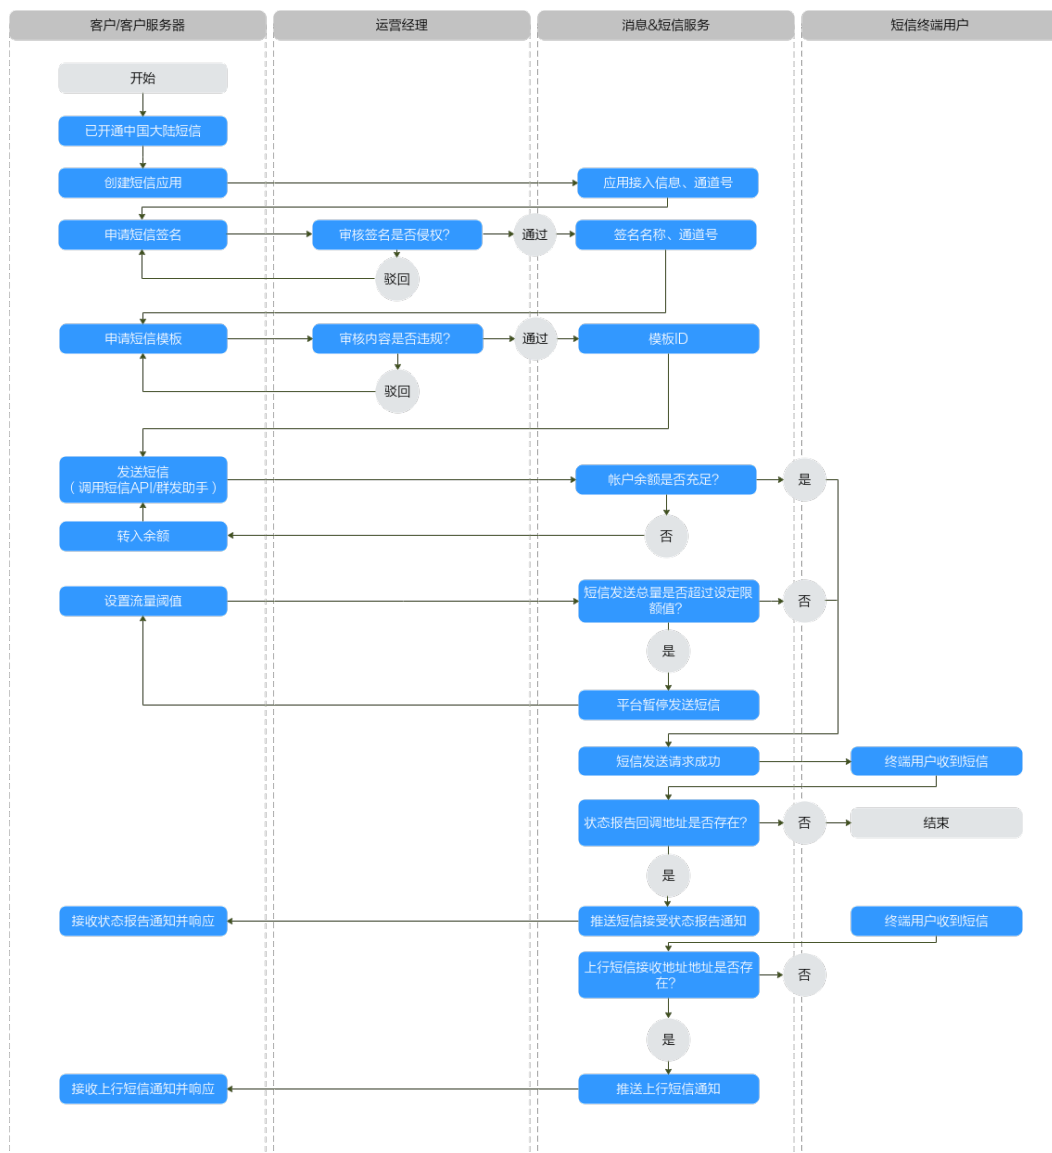 客户/客户服务器
运营经理
消息&短信服务
短信终端用户
开始
已开通中国大陆短信
创建短信应用
应用接入信息、通道号
申请短信签名
审核签名是否侵权?
通过
签名名称、通道号
驳回
申请短信模板
审核内容是否违规?
通过
模板ID
驳回
发送短信
(调用短信API/群发助手)
帐户余额是否充足?
是
转入余额
否
设置流量阈值
短信发送总量是否超过设定限
额值?
否
是
平台暂停发送短信
短信发送请求成功
终端用户收到短信
状态报告回调地址是否存在?
否
结束
是
接收状态报告通知并响应
推送短信接受状态报告通知
终端用户收到短信
上行短信接收地址地址是否存
在?
否
是
接收上行短信通知并响应
推送上行短信通知